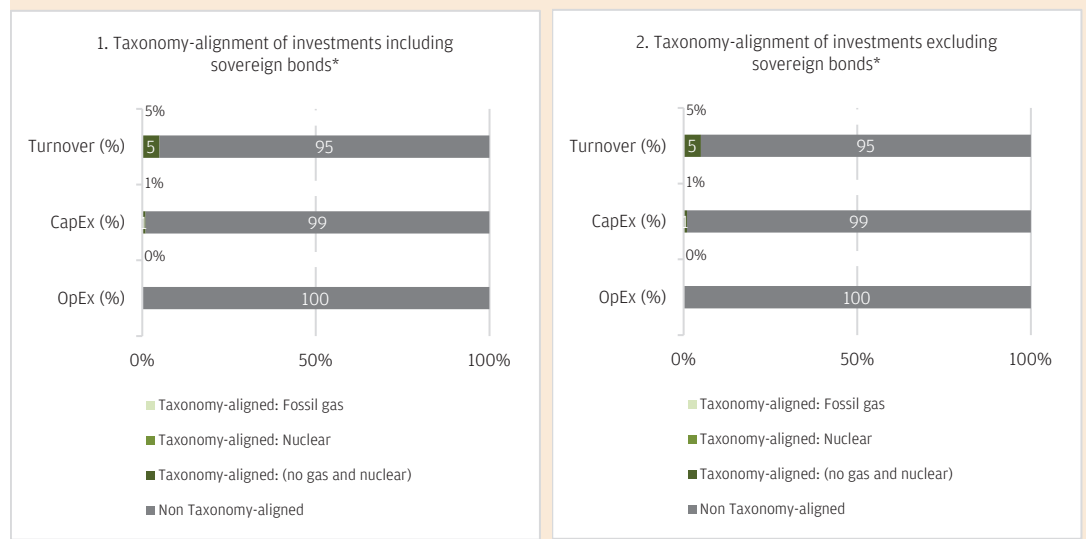 1. Taxonomy-alignment of investments including
sovereign bonds*
5%
Turnover (%)
5
95
1%
CapEx (%)
1
99
0%
OpEx (%)
100
0%
50%
100%
Taxonomy-aligned: Fossil gas
Taxonomy-aligned: Nuclear
Taxonomy-aligned: (no gas and nuclear)
Non Taxonomy-aligned
2. Taxonomy-alignment of investments excluding
sovereign bonds*
5%
Turnover (%)
5
95
1%
CapEx (%)
1
99
0%
OpEx (%)
100
0%
50%
100%
Taxonomy-aligned: Fossil gas
Taxonomy-aligned: Nuclear
Taxonomy-aligned: (no gas and nuclear)
Non Taxonomy-aligned